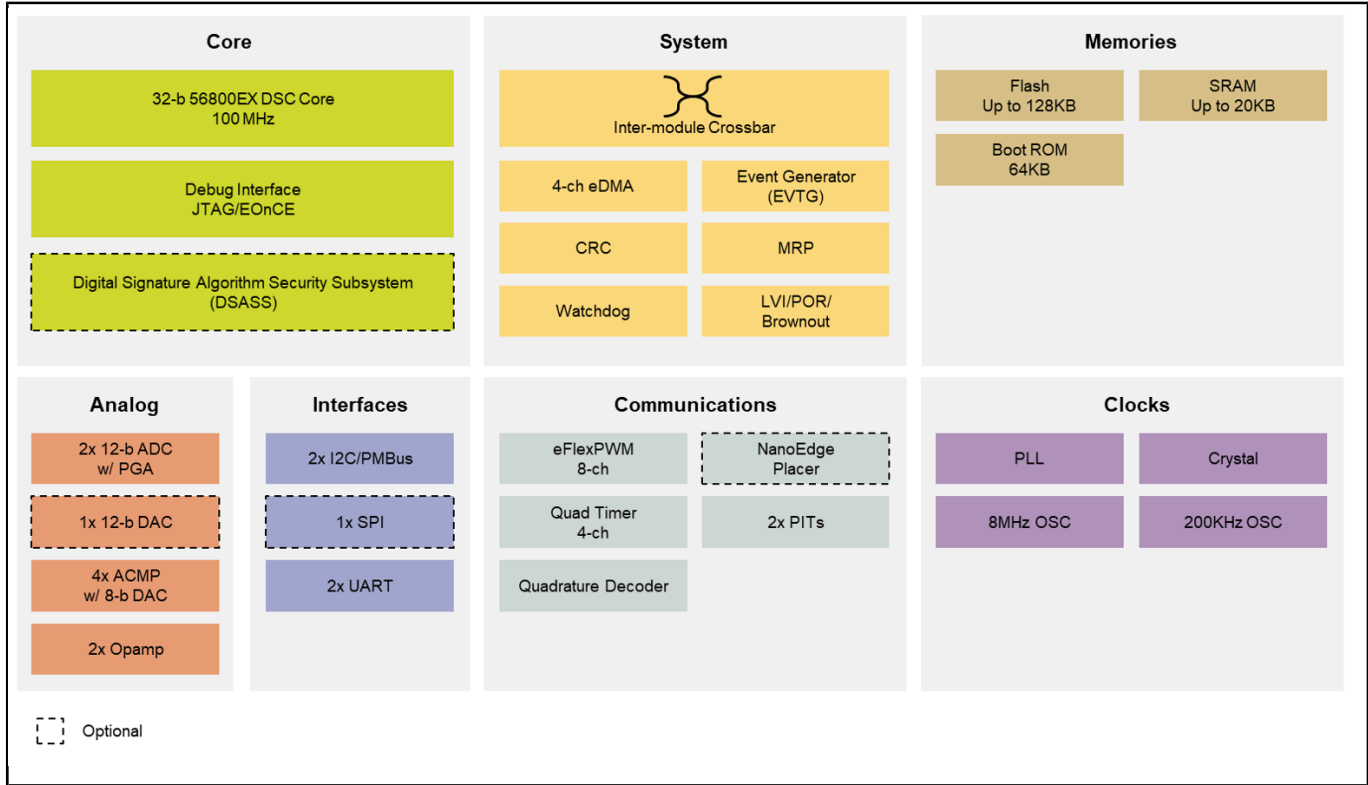 Core
32-b 56800EX DSC Core
100 MHz
Debug Interface
JTAG/EOnCE
Digital Signature Algorithm Security Subsystem
(DSASS)
System
Inter-module Crossbar
4-ch eDMA
Event Generator
(EVTG)
CRC
MRP
Watchdog
LVI/POR/
Brownout
Memories
Flash
Up to 128KB
SRAM
Up to 20KB
Boot ROM
64KB
Analog
2x 12-b ADC
w/ PGA
1x 12-b DAC
4x ACMP
w/ 8-b DAC
2x Opamp
Interfaces
2x I2C/PMBus
1x SPI
2x UART
Communications
eFlexPWM
8-ch
NanoEdge
Placer
Quad Timer
4-ch
2x PITs
Quadrature Decoder
Clocks
PLL
Crystal
8MHz OSC
200KHz OSC
Optional